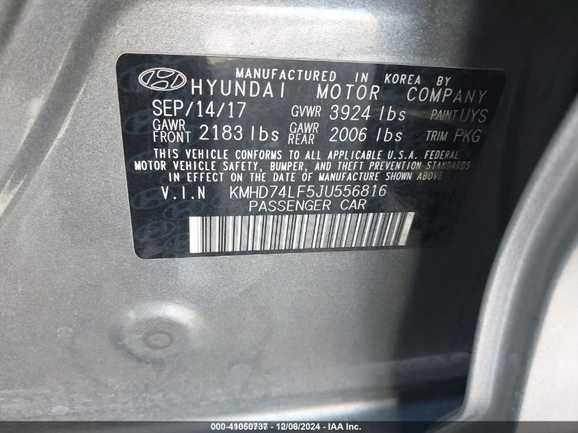 MANUFACTURED IN KOREA BY
HYUNDAI MOTOR COMPANY
SEP/14/17 GVWR 3924 lbs PAINT UYS
GAWR FRONT 2183 lbs GAWR REAR 2006 lbs TRIM PKG
THIS VEHICLE CONFORMS TO ALL APPLICABLE U.S.A. FEDERAL
MOTOR VEHICLE SAFETY, BUMPER, AND THEFT PREVENTION
STANDARDS IN EFFECT ON THE DATE OF MANUFACTURE SHOWN ABOVE.
V.I.N KMHD74LF5JU556816
PASSENGER CAR
000-41050737 - 12/06/2024 - IAA Inc.